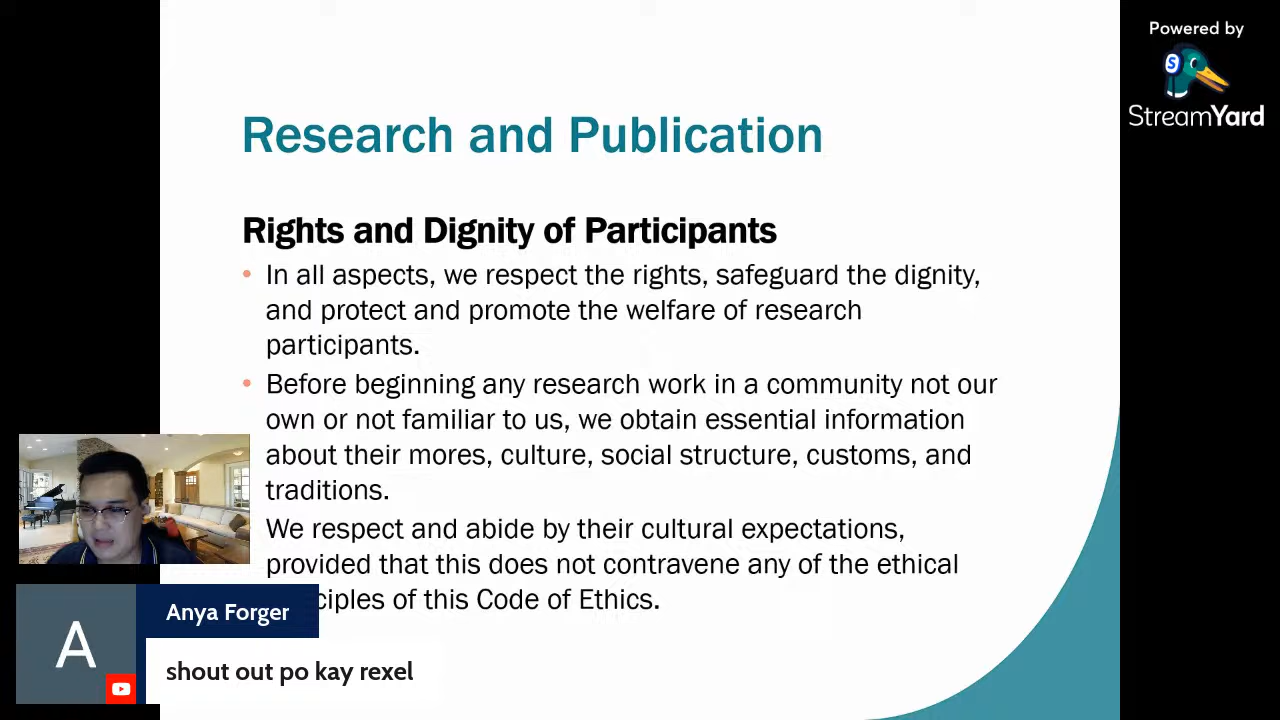 Powered by
StreamYard
Research and Publication
Rights and Dignity of Participants
In all aspects, we respect the rights, safeguard the dignity,
and protect and promote the welfare of research
participants.
Before beginning any research work in a community not our
own or not familiar to us, we obtain essential information
about their mores, culture, social structure, customs, and
traditions.
We respect and abide by their cultural expectations,
provided that this does not contravene any of the ethical
ciples of this Code of Ethics.
A
Anya Forger
shout out po kay rexel